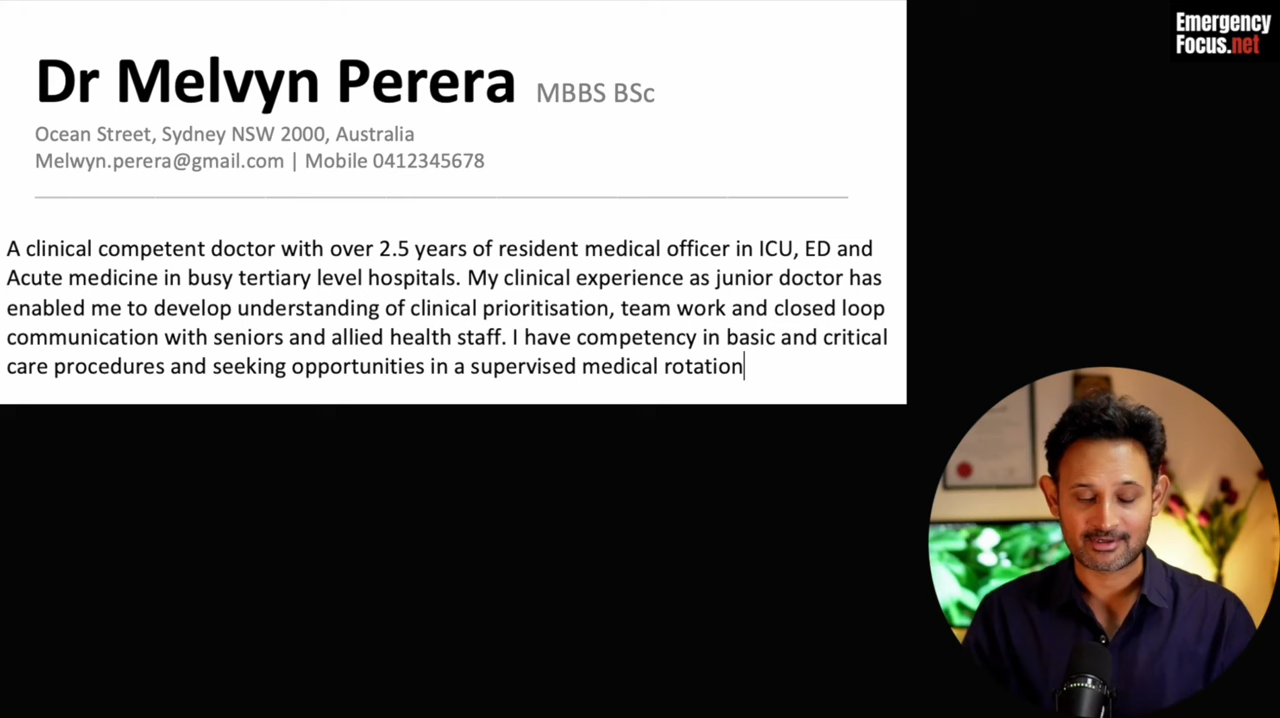 Emergency
Focus.net
Dr Melvyn Perera MBBS BSc
Ocean Street, Sydney NSW 2000, Australia
Melwyn.perera@gmail.com | Mobile 0412345678
A clinical competent doctor with over 2.5 years of resident medical officer in ICU, ED and
Acute medicine in busy tertiary level hospitals. My clinical experience as junior doctor has
enabled me to develop understanding of clinical prioritisation, team work and closed loop
communication with seniors and allied health staff. I have competency in basic and critical
care procedures and seeking opportunities in a supervised medical rotation